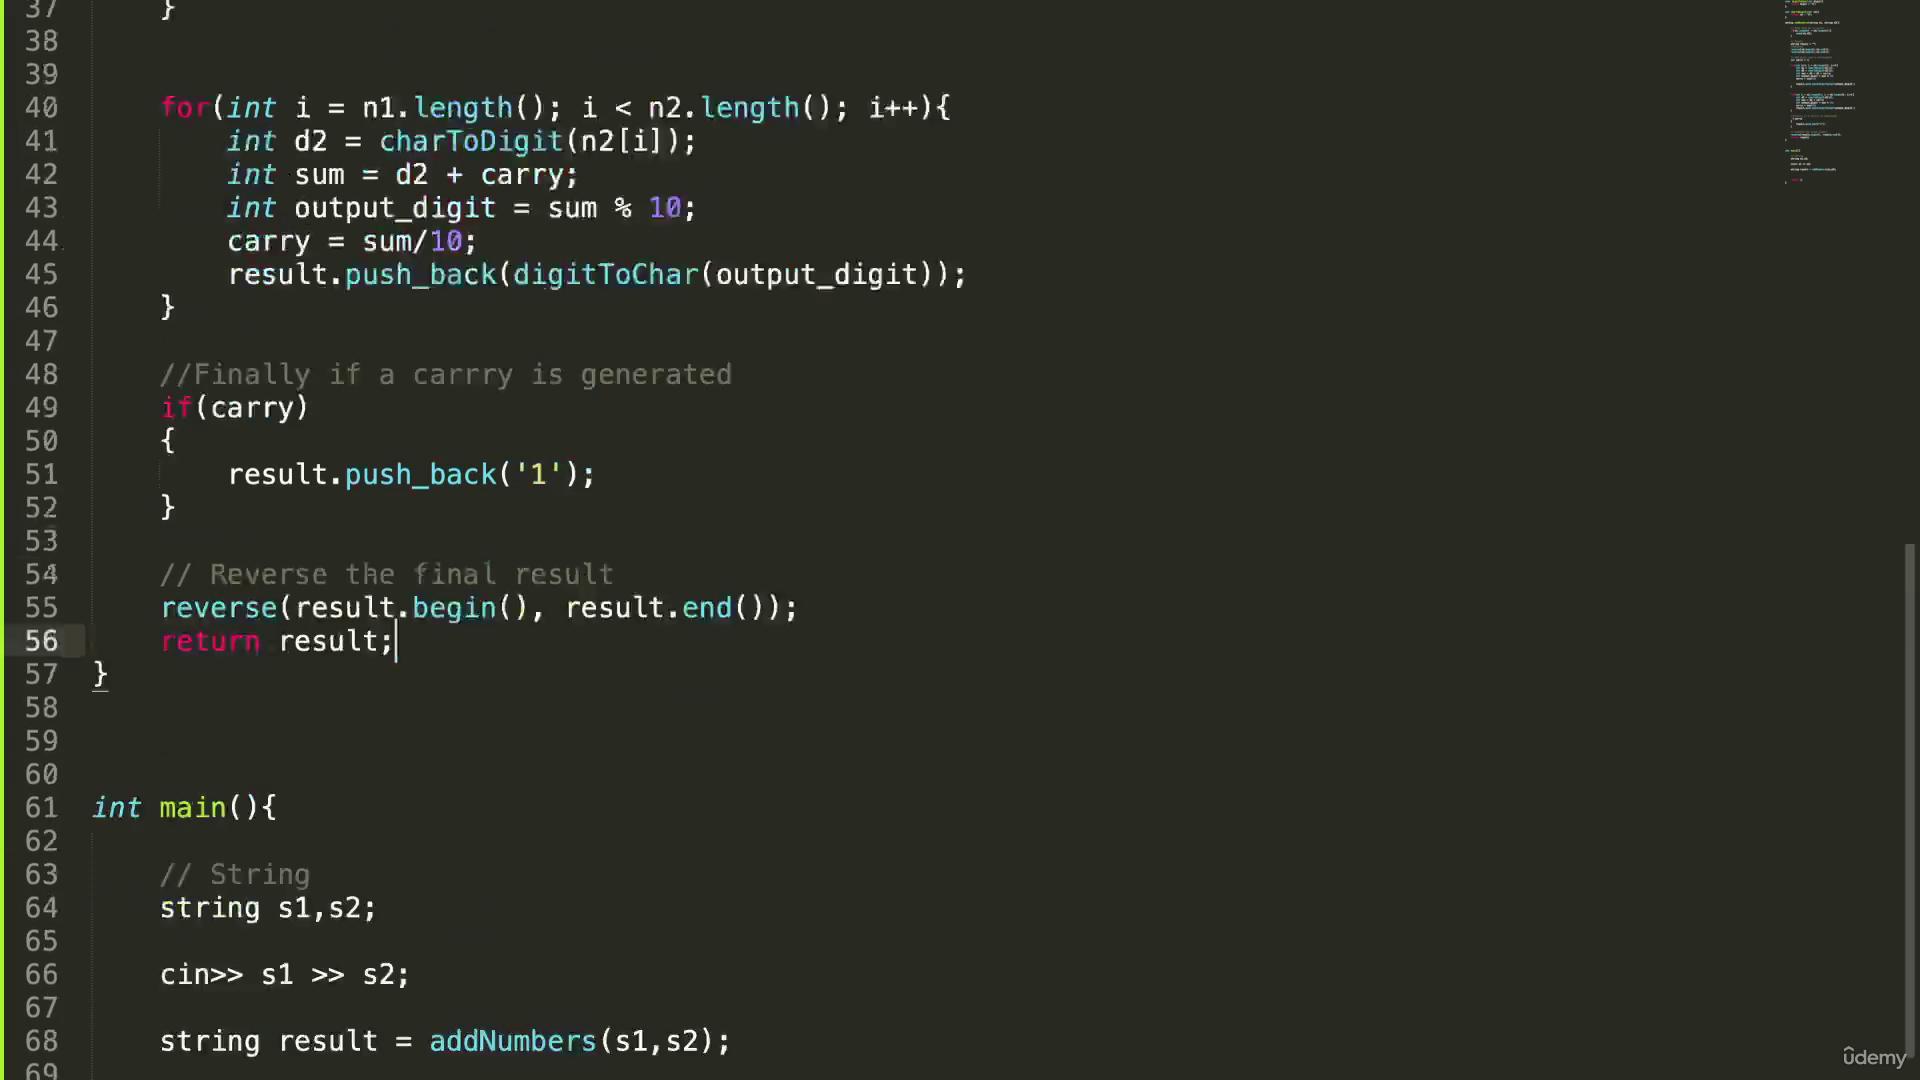 37 }
38
39
40 for(int i = n1.length(); i < n2.length(); i++){
41 int d2 = charToDigit(n2[i]);
42 int sum = d2 + carry;
43 int output_digit = sum % 10;
44 carry = sum/10;
45 result.push_back(digitToChar(output_digit));
46 }
47
48 //Finally if a carrry is generated
49 if(carry)
50 {
51 result.push_back('1');
52 }
53
54 // Reverse the final result
55 reverse(result.begin(), result.end());
56 return result;
57 }
58
59
60
61 int main(){
62
63 // String
64 string s1,s2;
65
66 cin>> s1 >> s2;
67
68 string result = addNumbers(s1,s2);
69
udemy